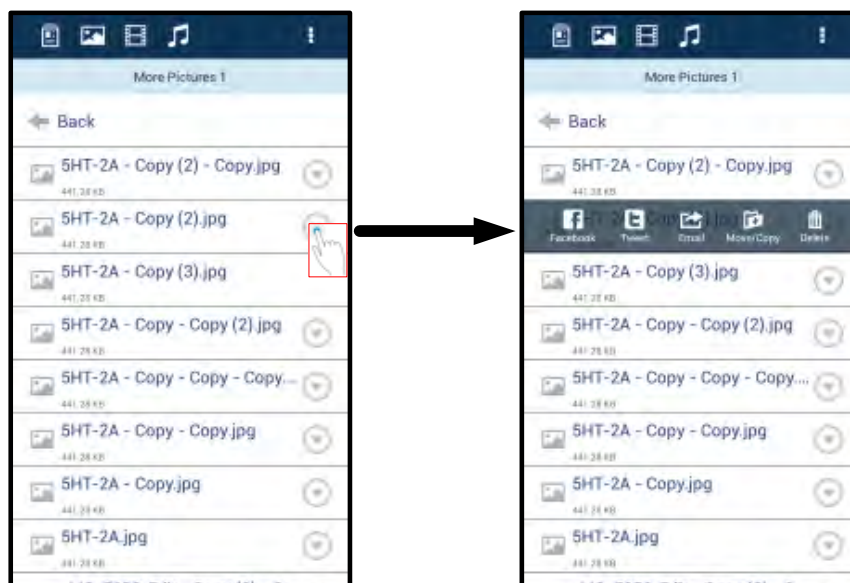 More Pictures 1
Back
5HT-2A - Copy (2) - Copy.jpg
441.28 KB
5HT-2A - Copy (2).jpg
441.28 KB
5HT-2A - Copy (3).jpg
441.28 KB
5HT-2A - Copy - Copy (2).jpg
441.28 KB
5HT-2A - Copy - Copy - Copy....
441.28 KB
5HT-2A - Copy - Copy.jpg
441.28 KB
5HT-2A - Copy.jpg
441.28 KB
5HT-2A.jpg
441.28 KB
More Pictures 1
Back
5HT-2A - Copy (2) - Copy.jpg
441.28 KB
Facebook Tweet Email Move/Copy Delete
5HT-2A - Copy (3).jpg
441.28 KB
5HT-2A - Copy - Copy (2).jpg
441.28 KB
5HT-2A - Copy - Copy - Copy....
441.28 KB
5HT-2A - Copy - Copy.jpg
441.28 KB
5HT-2A - Copy.jpg
441.28 KB
5HT-2A.jpg
441.28 KB